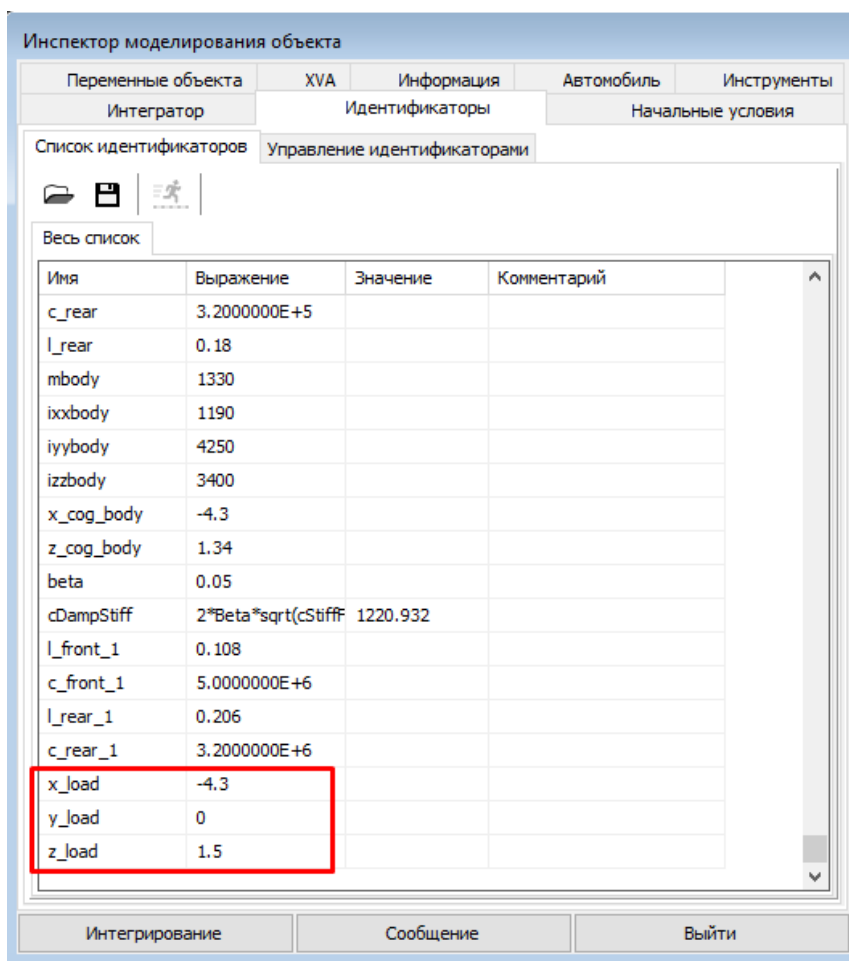 Инспектор моделирования объекта
Переменные объекта XVA Информация Автомобиль Инструменты
Интегратор Идентификаторы Начальные условия
Список идентификаторов Управление идентификаторами
Весь список
Имя Выражение Значение Комментарий
c_rear 3.2000000E+5
l_rear 0.18
mbody 1330
ixxbody 1190
iyybody 4250
izzbody 3400
x_cog_body -4.3
z_cog_body 1.34
beta 0.05
cDampStiff 2*Beta*sqrt(cStiffF 1220.932
l_front_1 0.108
c_front_1 5.0000000E+6
l_rear_1 0.206
c_rear_1 3.2000000E+6
x_load -4.3
y_load 0
z_load 1.5
Интегрирование Сообщение Выйти